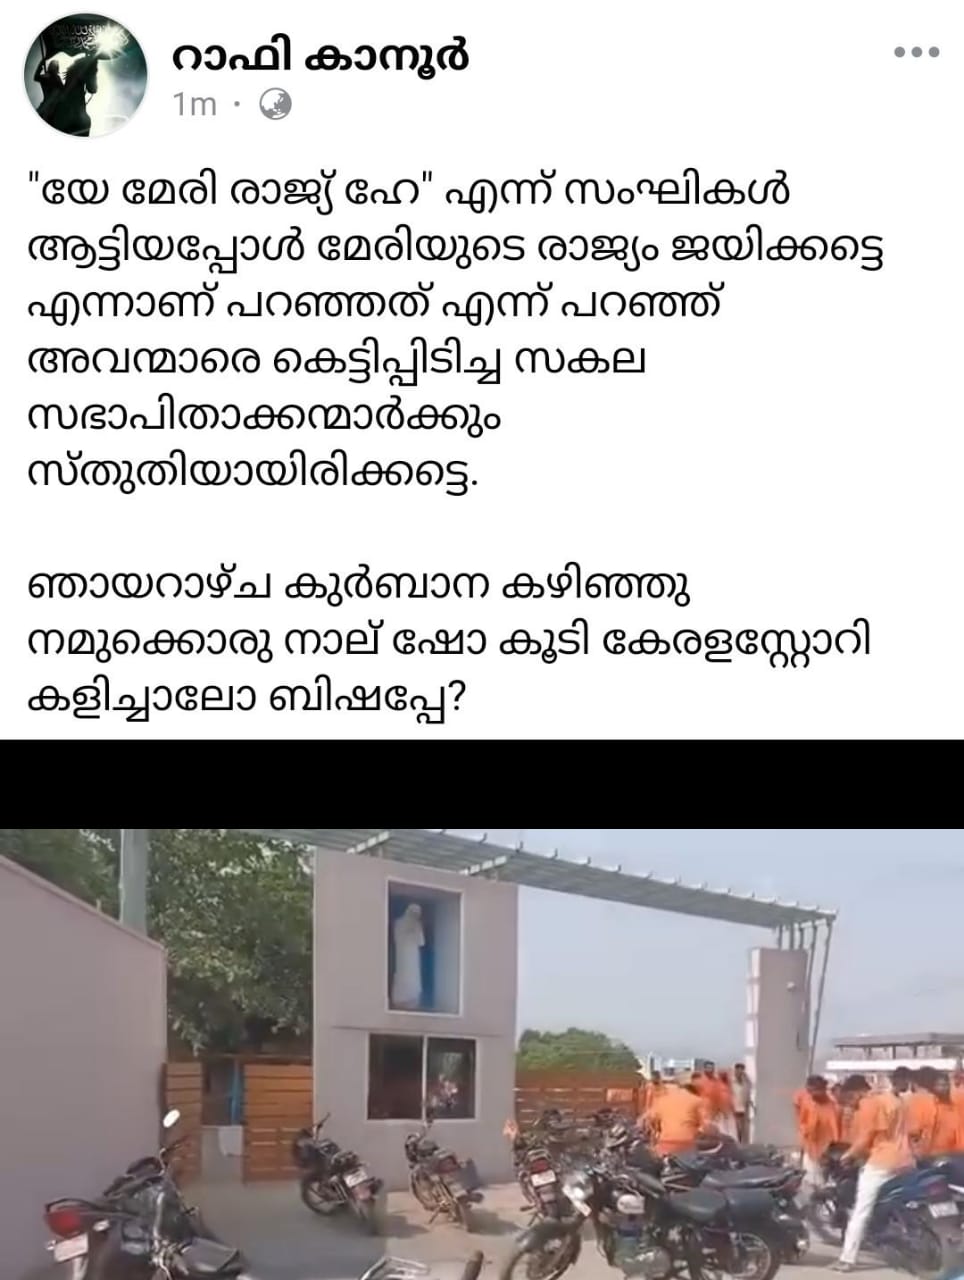 റാഫി കാനൂർ
1m ·
"യേ മേരി രാജ്യ് ഹേ" എന്ന് സംഘികൾ
ആട്ടിയപ്പോൾ മേരിയുടെ രാജ്യം ജയിക്കട്ടെ
എന്നാണ് പറഞ്ഞത് എന്ന് പറഞ്ഞ്
അവന്മാരെ കെട്ടിപ്പിടിച്ച സകല
സഭാപിതാക്കന്മാർക്കും
സ്തുതിയായിരിക്കട്ടെ.
ഞായറാഴ്ച കുർബാന കഴിഞ്ഞു
നമുക്കൊരു നാല് ഷോ കൂടി കേരളസ്റ്റോറി
കളിച്ചാലോ ബിഷപ്പേ?